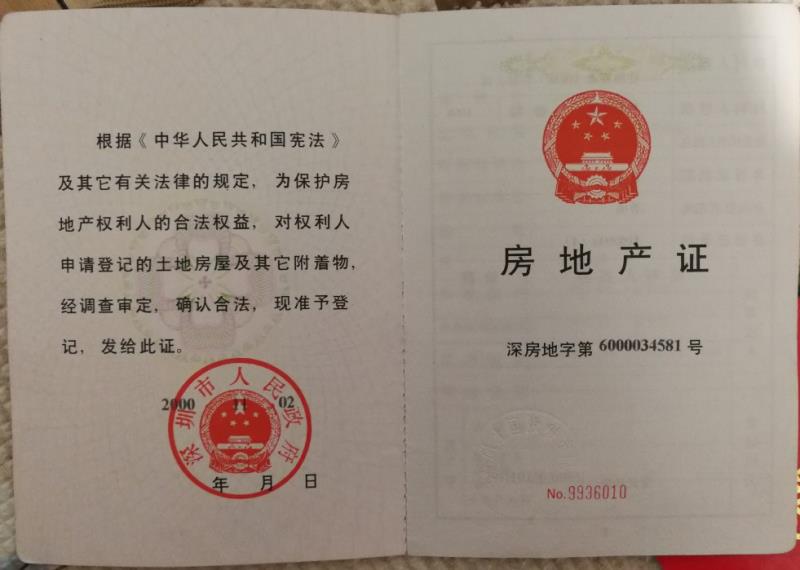 根据《中华人民共和国宪法》
及其它有关法律的规定，为保护房
地产权利人的合法权益，对权利人
申请登记的土地房屋及其它附着物，
经调查审定，确认合法，现准予登
记，发给此证。
深圳市人民政府
2000 11 02
年 月 日
房地产证
深房地字第 6000034581 号
No.9936010